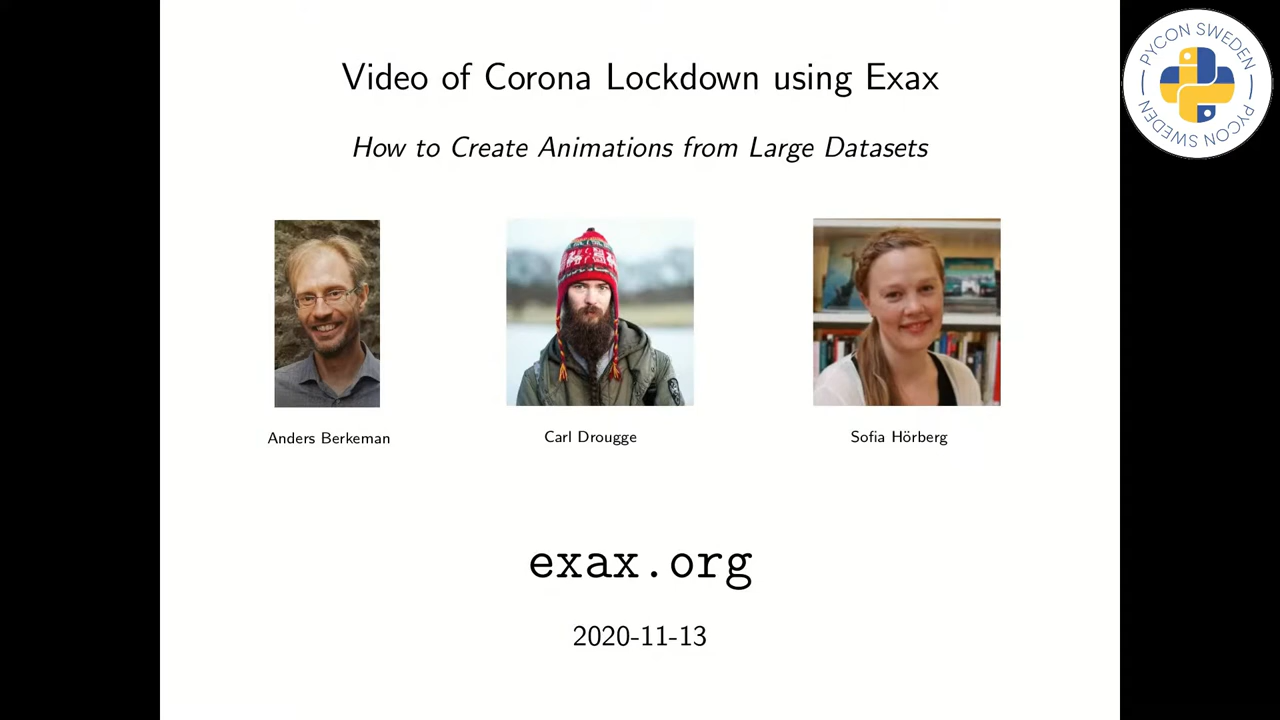 Video of Corona Lockdown using Exax
How to Create Animations from Large Datasets
Anders Berkeman
Carl Drougge
Sofia Hörberg
exax.org
2020-11-13
PYCON SWEDEN
PYCON SWEDEN